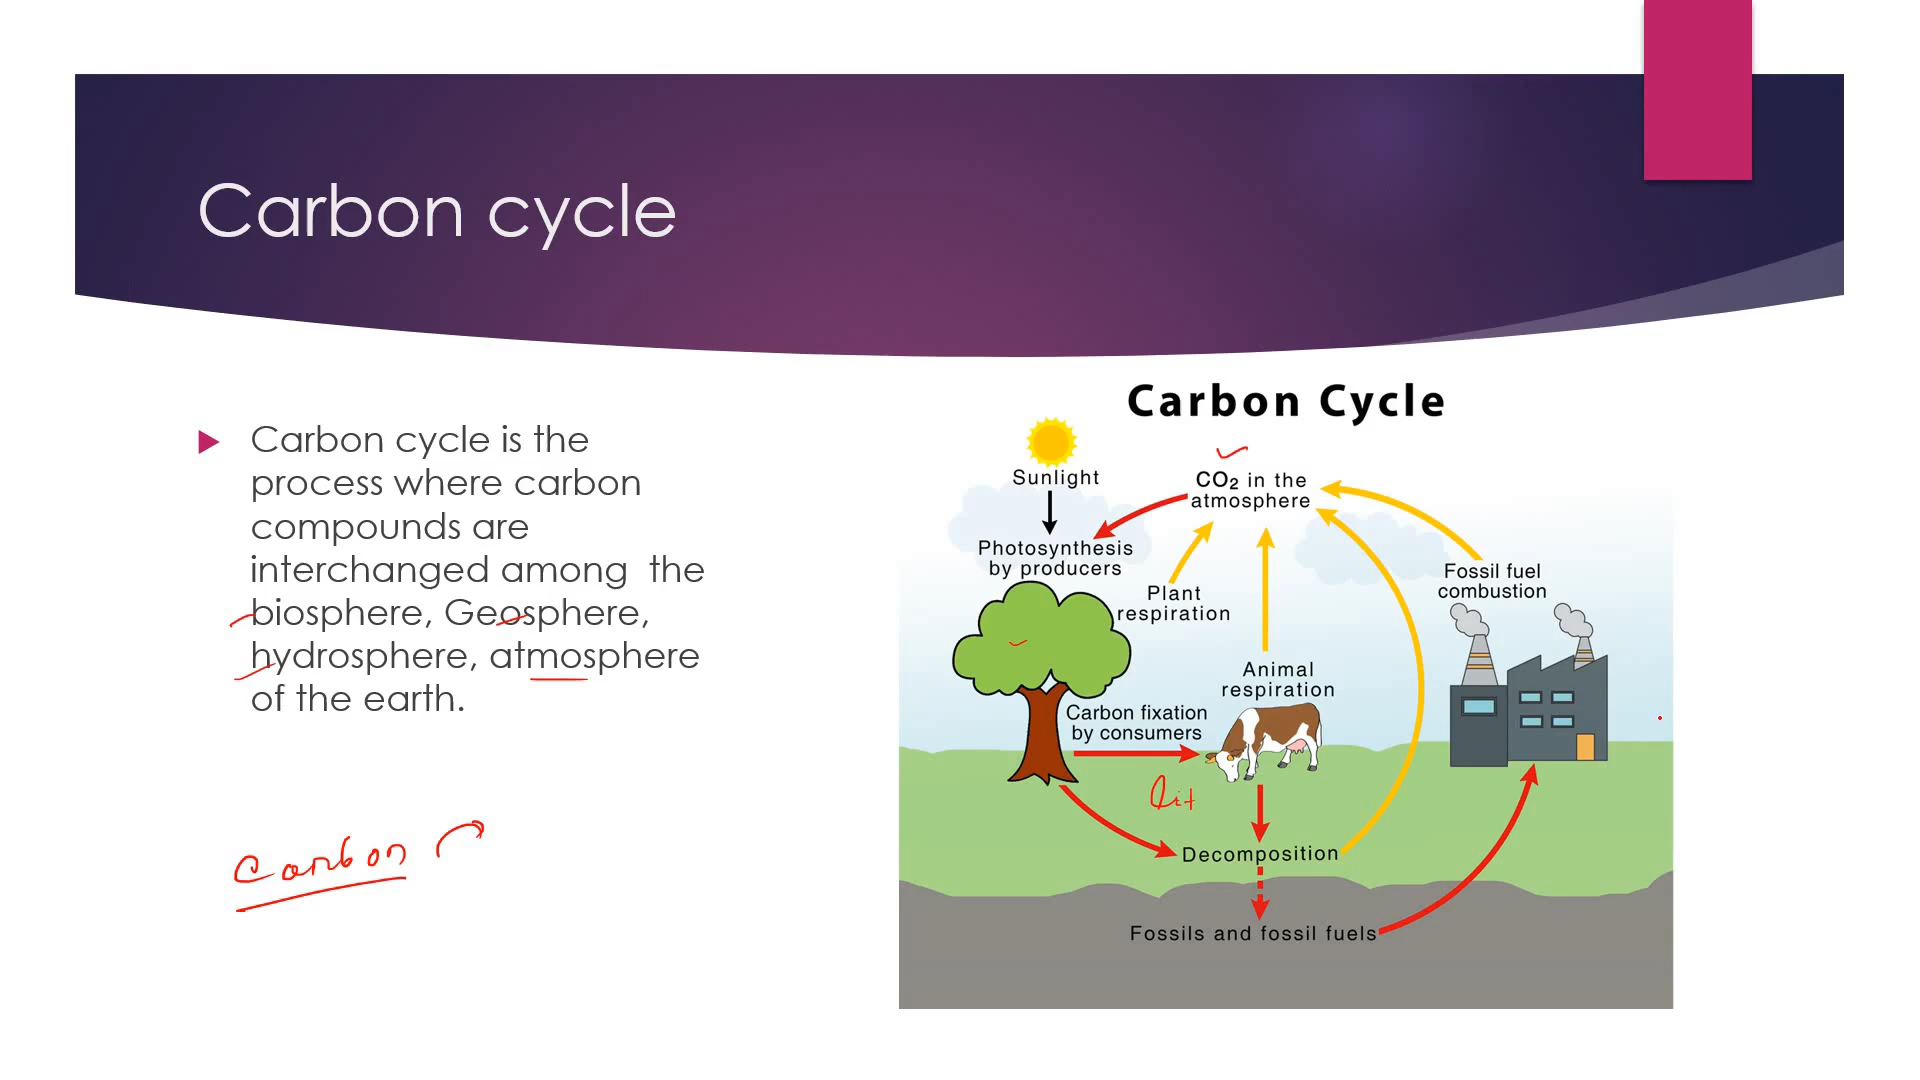 Carbon cycle
Carbon cycle is the
process where carbon
compounds are
interchanged among the
biosphere, Geosphere,
hydrosphere, atmosphere
of the earth.
Carbon
Carbon Cycle
Sunlight
CO₂ in the
atmosphere
Photosynthesis
by producers
Plant
respiration
Fossil fuel
combustion
Animal
respiration
Carbon fixation
by consumers
Decomposition
Fossils and fossil fuels